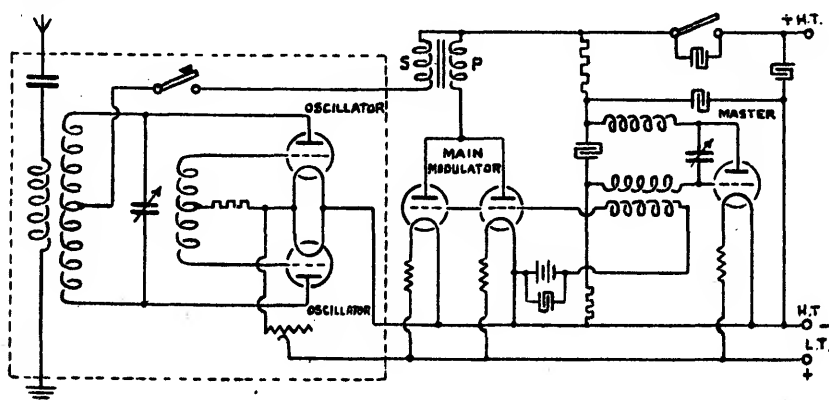 + H.T.
S P
OSCILLATOR
MASTER
MAIN
MODULATOR
OSCILLATOR
H.T
−
L.T.
+